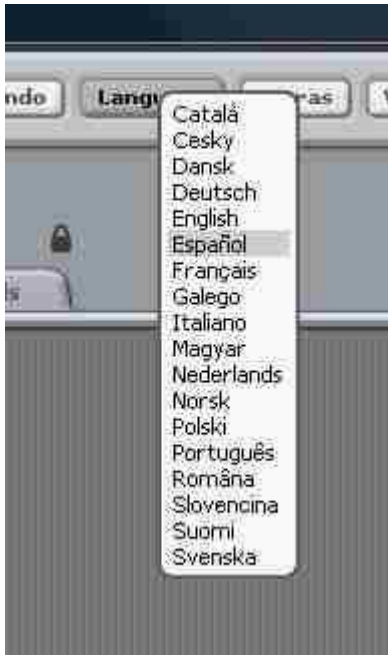 ndo Langu as
Català
Cesky
Dansk
Deutsch
English
Español
Français
Galego
Italiano
Magyar
Nederlands
Norsk
Polski
Português
Româna
Slovencina
Suomi
Svenska